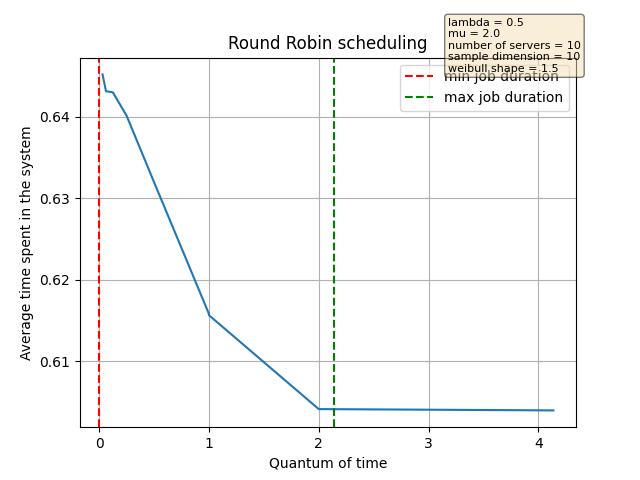 Round Robin scheduling
lambda = 0.5
mu = 2.0
number of servers = 10
sample dimension = 10
weibull shape = 1.5
min job duration
max job duration
Average time spent in the system
0.64
0.63
0.62
0.61
0 1 2 3 4
Quantum of time